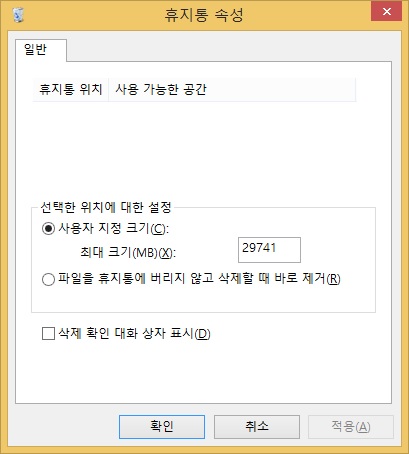 휴지통 속성
일반
휴지통 위치 사용 가능한 공간
선택한 위치에 대한 설정
사용자 지정 크기(C):
최대 크기(MB)(X): 29741
파일을 휴지통에 버리지 않고 삭제할 때 바로 제거(R)
삭제 확인 대화 상자 표시(D)
확인 취소 적용(A)